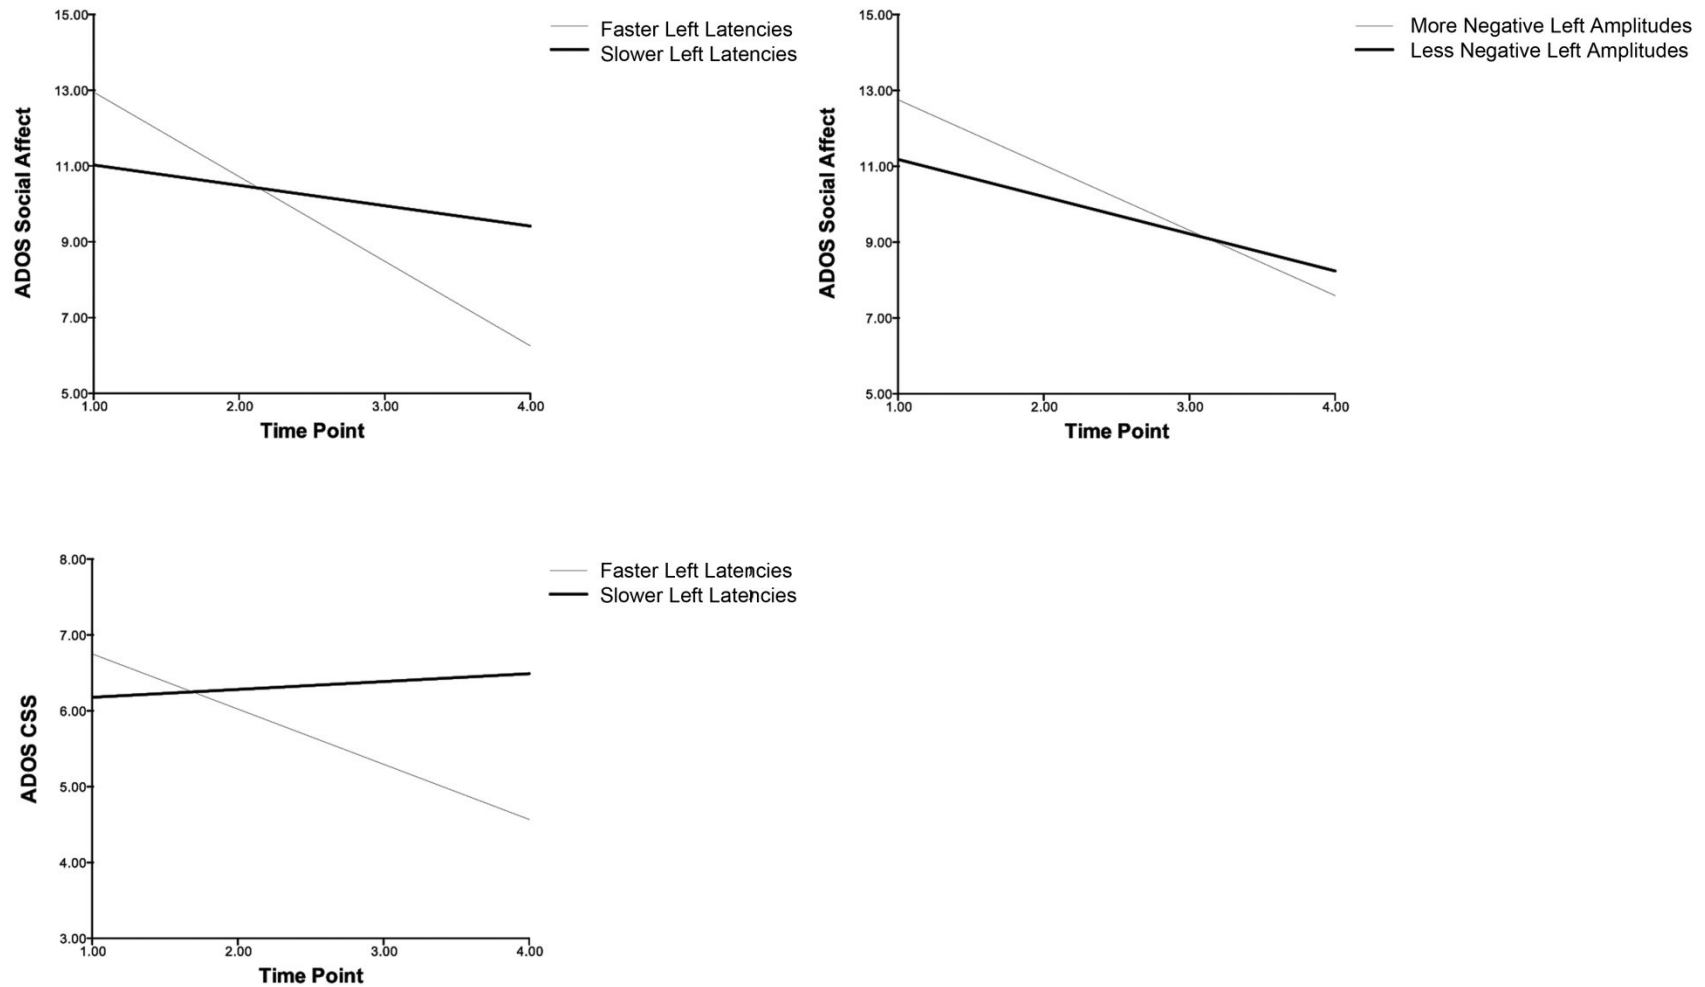 15.00
13.00
11.00
9.00
7.00
5.00
1.00 2.00 3.00 4.00
Time Point
ADOS Social Affect
Faster Left Latencies
Slower Left Latencies
15.00
13.00
11.00
9.00
7.00
5.00
1.00 2.00 3.00 4.00
Time Point
ADOS Social Affect
More Negative Left Amplitudes
Less Negative Left Amplitudes
8.00
7.00
6.00
5.00
4.00
3.00
1.00 2.00 3.00 4.00
Time Point
ADOS CSS
Faster Left Latencies
Slower Left Latencies